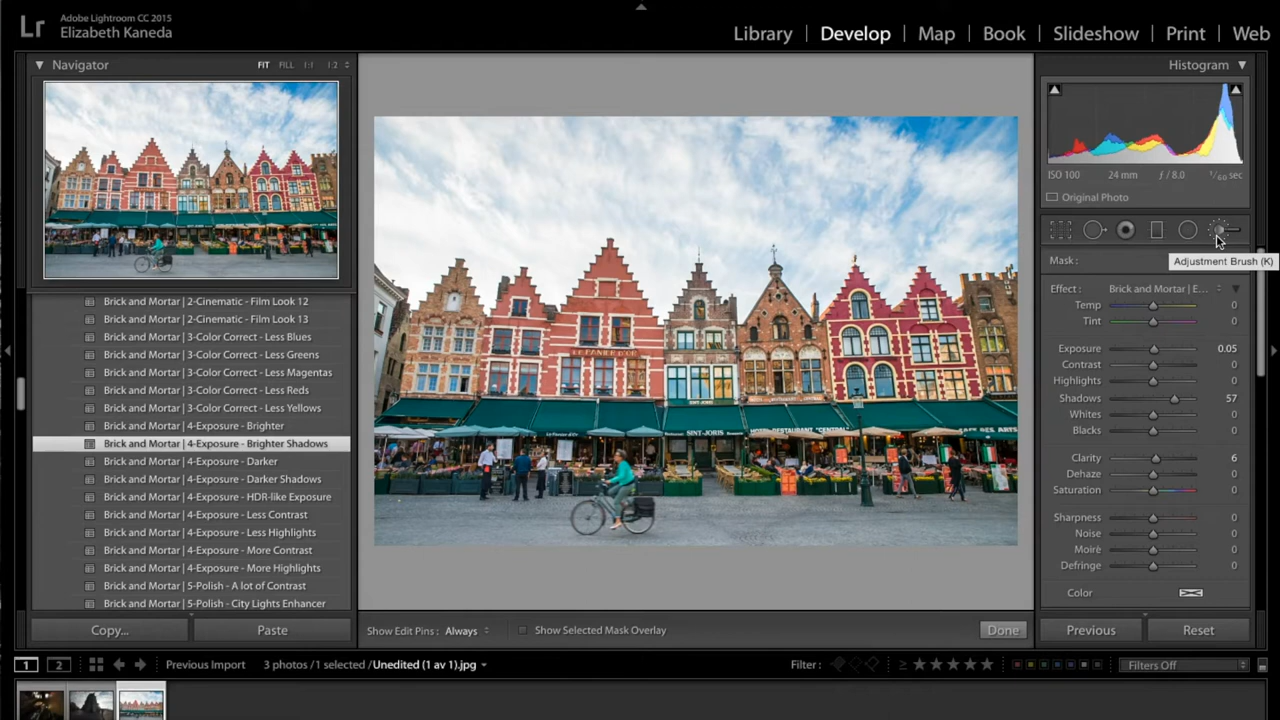 Lr
Adobe Lightroom CC 2015
Elizabeth Kaneda
Library | Develop | Map | Book | Slideshow | Print | Web
Navigator
FIT FILL 1:1 1:2
Brick and Mortar | 2-Cinematic - Film Look 12
Brick and Mortar | 2-Cinematic - Film Look 13
Brick and Mortar | 3-Color Correct - Less Blues
Brick and Mortar | 3-Color Correct - Less Greens
Brick and Mortar | 3-Color Correct - Less Magentas
Brick and Mortar | 3-Color Correct - Less Reds
Brick and Mortar | 3-Color Correct - Less Yellows
Brick and Mortar | 4-Exposure - Brighter
Brick and Mortar | 4-Exposure - Brighter Shadows
Brick and Mortar | 4-Exposure - Darker
Brick and Mortar | 4-Exposure - Darker Shadows
Brick and Mortar | 4-Exposure - HDR-like Exposure
Brick and Mortar | 4-Exposure - Less Contrast
Brick and Mortar | 4-Exposure - Less Highlights
Brick and Mortar | 4-Exposure - More Contrast
Brick and Mortar | 4-Exposure - More Highlights
Brick and Mortar | 5-Polish - A lot of Contrast
Brick and Mortar | 5-Polish - City Lights Enhancer
Copy...
Paste
LE PANIER D'OR
SINT-JORIS
HOTEL-RESTAURANT "CENTRAL"
CAFE DES ARTS
Show Edit Pins : Always
Show Selected Mask Overlay
Done
Histogram
ISO 100 24 mm ƒ / 8.0 1/60 sec
Original Photo
Mask :
Adjustment Brush (K)
Effect : Brick and Mortar | E...
Temp 0
Tint 0
Exposure 0.05
Contrast 0
Highlights 0
Shadows 57
Whites 0
Blacks 0
Clarity 6
Dehaze 0
Saturation 0
Sharpness 0
Noise 0
Moiré 0
Defringe 0
Color
Previous
Reset
1 2 Previous Import 3 photos / 1 selected / Unedited (1 av 1).jpg
Filter :
Filters Off